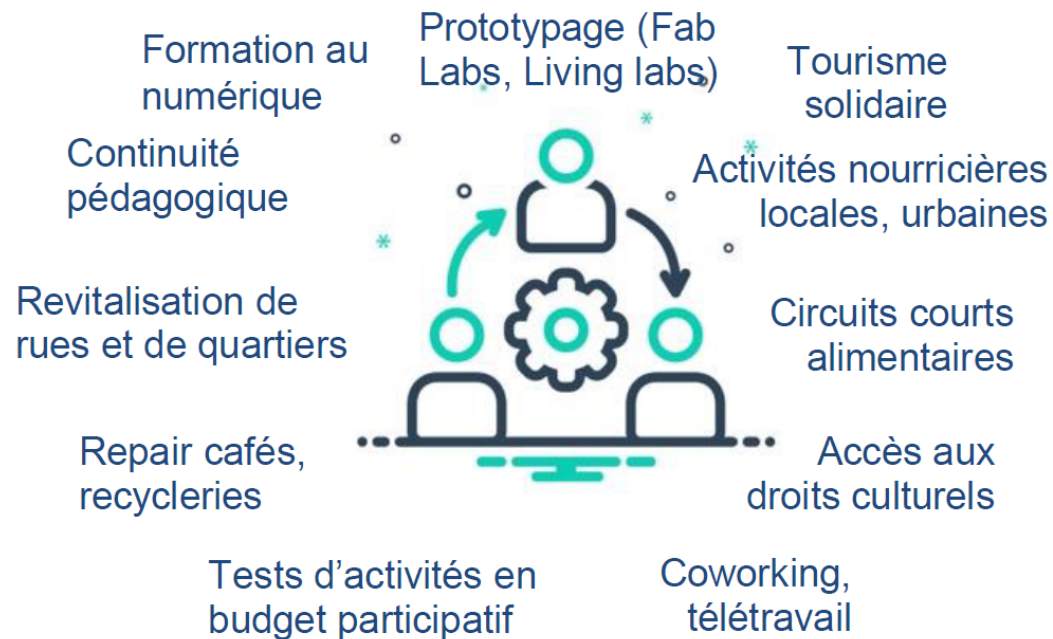 Prototypage (Fab
Labs, Living labs)
Formation au
numérique
Tourisme
solidaire
Continuité
pédagogique
Activités nourricières
locales, urbaines
Revitalisation de
rues et de quartiers
Circuits courts
alimentaires
Repair cafés,
recycleries
Accès aux
droits culturels
Tests d’activités en
budget participatif
Coworking,
télétravail